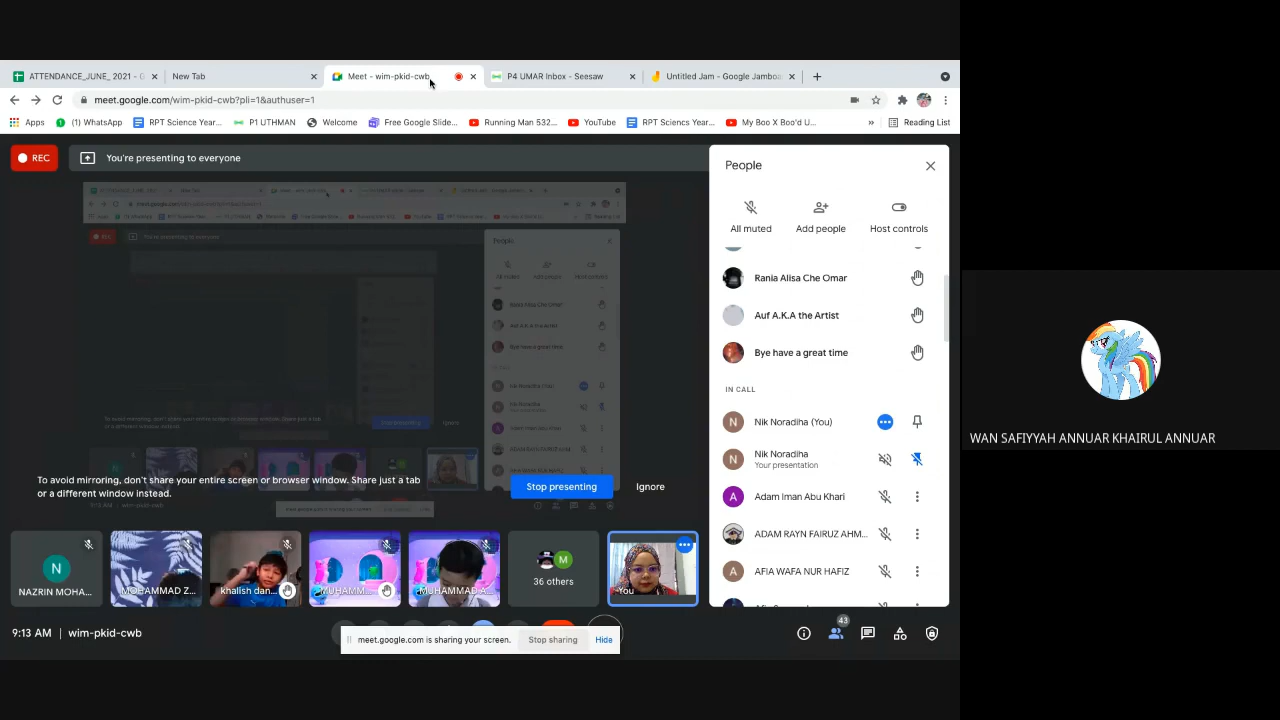 ATTENDANCE_JUNE_ 2021 - G
New Tab
Meet - wim-pkid-cwb
P4 UMAR Inbox - Seesaw
Untitled Jam - Google Jamboa
meet.google.com/wim-pkid-cwb?pli=1&authuser=1
Apps
(1) WhatsApp
RPT Science Year...
P1 UTHMAN
Welcome
Free Google Slide...
Running Man 532...
YouTube
RPT Sciencs Year...
My Boo X Boo'd U...
»
Reading List
REC
You're presenting to everyone
People
All muted
Add people
Host controls
Rania Alisa Che Omar
Auf A.K.A the Artist
Bye have a great time
IN CALL
Nik Noradiha (You)
Nik Noradiha
Your presentation
Adam Iman Abu Khari
ADAM RAYN FAIRUZ AHM...
AFIA WAFA NUR HAFIZ
To avoid mirroring, don't share your entire screen or browser window. Share just a tab
or a different window instead.
Stop presenting
Ignore
N
NAZRIN MOHA...
MOHAMMAD Z...
khalish dan...
MUHAMM...
MUHAMMAD A...
M
36 others
You
9:13 AM | wim-pkid-cwb
meet.google.com is sharing your screen.
Stop sharing
Hide
43
WAN SAFIYYAH ANNUAR KHAIRUL ANNUAR